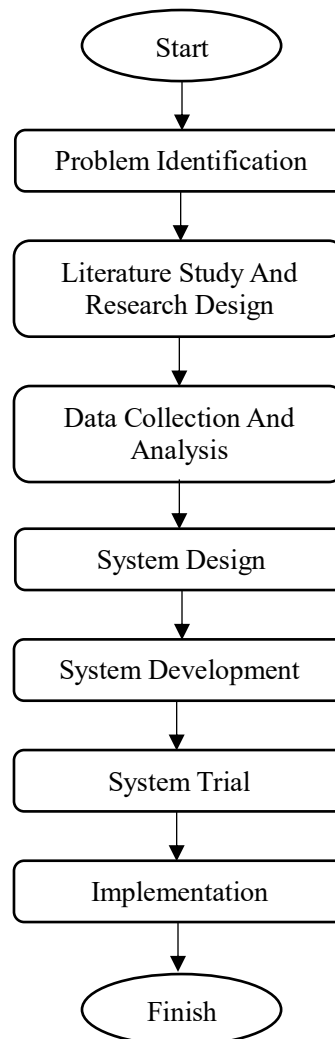 Start
Problem Identification
Literature Study And
Research Design
Data Collection And
Analysis
System Design
System Development
System Trial
Implementation
Finish